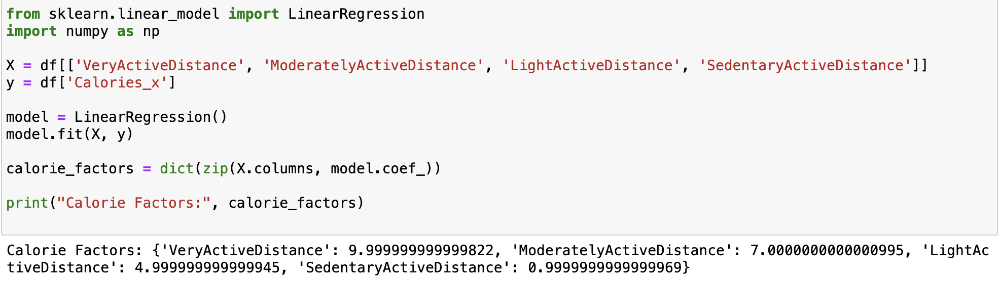 from sklearn.linear_model import LinearRegression
import numpy as np
X = df[['VeryActiveDistance', 'ModeratelyActiveDistance', 'LightActiveDistance', 'SedentaryActiveDistance']]
y = df['Calories_x']
model = LinearRegression()
model.fit(X, y)
calorie_factors = dict(zip(X.columns, model.coef_))
print("Calorie Factors:", calorie_factors)
Calorie Factors: {'VeryActiveDistance': 9.999999999999822, 'ModeratelyActiveDistance': 7.0000000000000995, 'LightAc
tiveDistance': 4.999999999999945, 'SedentaryActiveDistance': 0.9999999999999969}